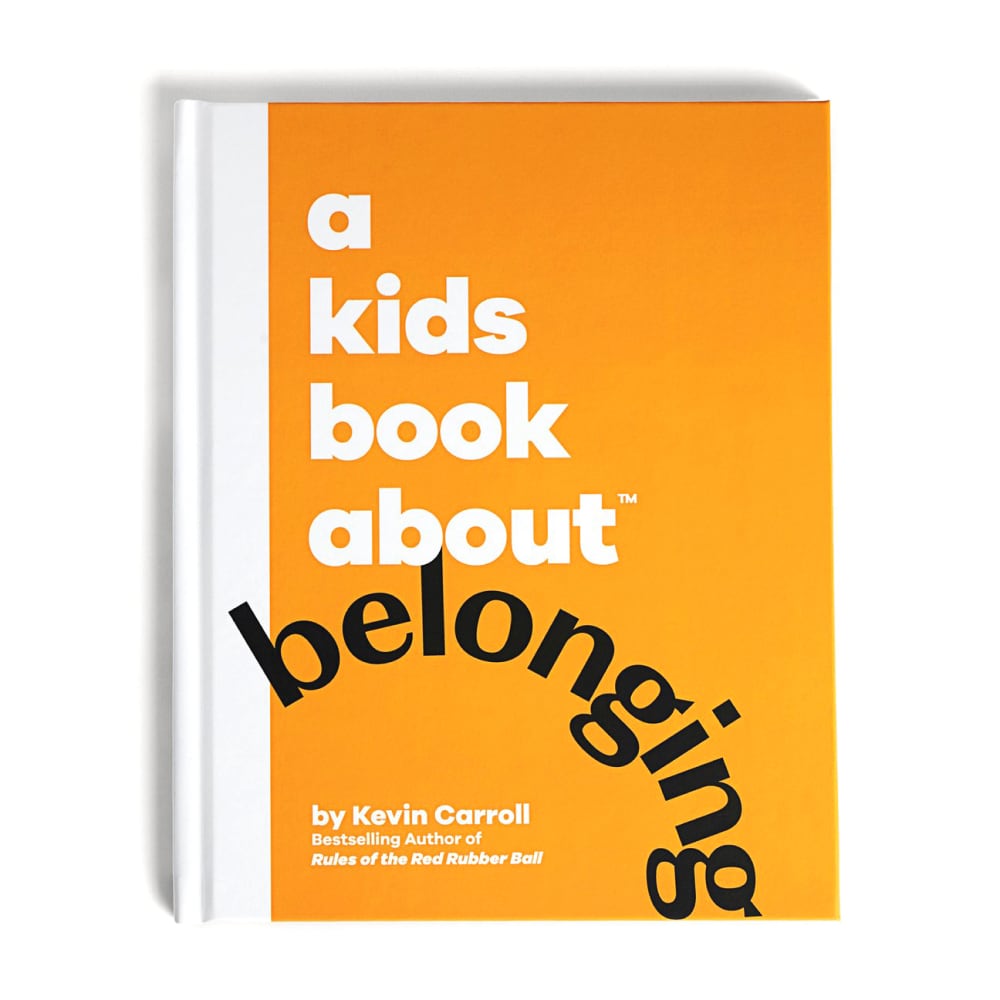 a
kids
book
about™
belonging
by Kevin Carroll
Bestselling Author of
Rules of the Red Rubber Ball